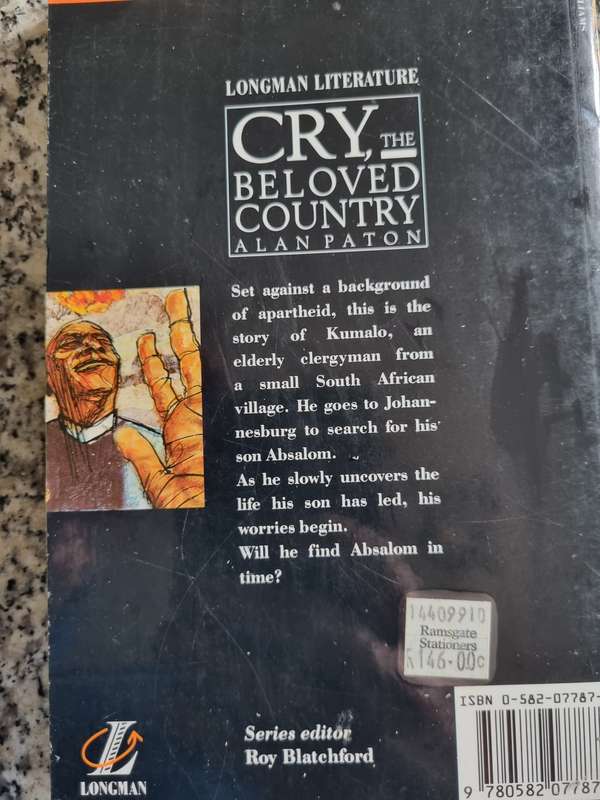 LONGMAN LITERATURE
CRY, THE
BELOVED
COUNTRY
ALAN PATON
Set against a background
of apartheid, this is the
story of Kumalo, an
elderly clergyman from
a small South African
village. He goes to Johan-
nesburg to search for his
son Absalom.
As he slowly uncovers the
life his son has led, his
worries begin.
Will he find Absalom in
time?
14409910
Ramsgate
Stationers
R146.00c
Series editor
Roy Blatchford
LONGMAN
ISBN 0-582-07787-
9 780582 07787